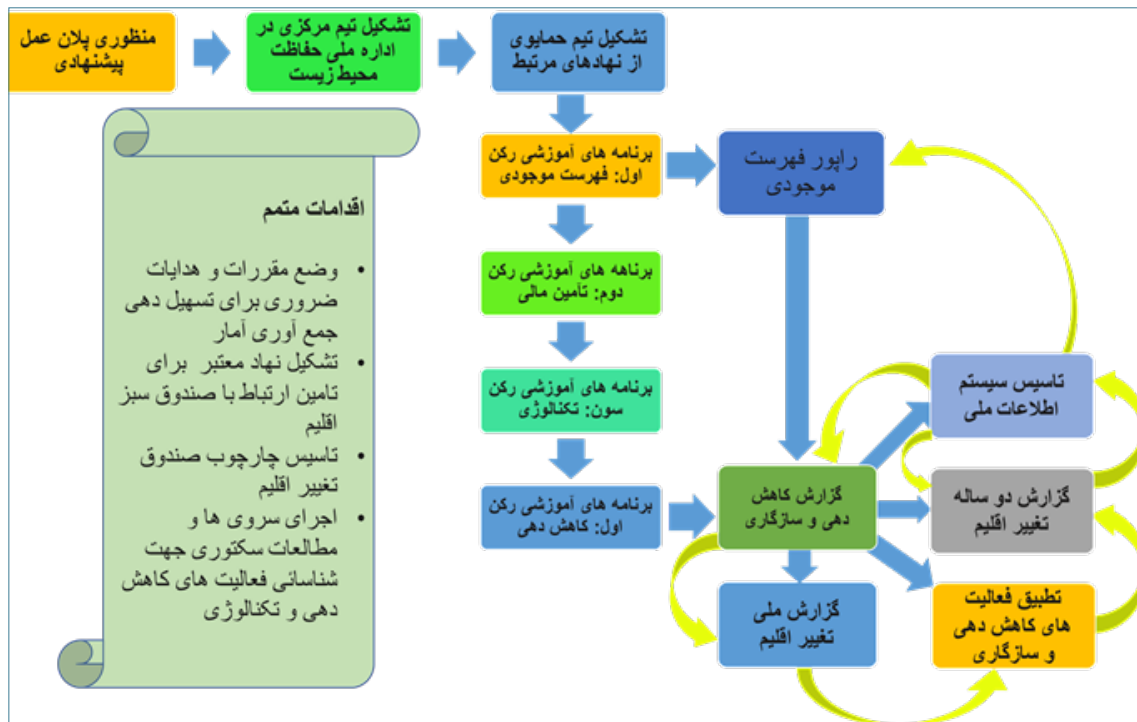 منظوری پلان عمل
پیشنهادی
تشکیل تیم مرکزی در
اداره ملی حفاظت
محیط زیست
تشکیل تیم حمایوی
از نهادهای مرتبط
برنامه های آموزشی رکن
اول: فهرست موجودی
راپور فهرست
موجودی
برناهه های آموزشی رکن
دوم: تأمین مالی
برنامه های آموزشی رکن
سون: تکنالوژی
برنامه های آموزشی رکن
اول: کاهش دهی
گزارش کاهش
دهی و سازگاری
تاسیس سیستم
اطلاعات ملی
گزارش دو ساله
تغییر اقلیم
گزارش ملی
تغییر اقلیم
تطبیق فعالیت
های کاهش دهی
و سازگاری
اقدامات متمم
• وضع مقررات و هدایات
ضروری برای تسهیل دهی
جمع آوری آمار
• تشکیل نهاد معتبر برای
تامین ارتباط با صندوق سبز
اقلیم
• تاسیس چارچوب صندوق
تغییر اقلیم
• اجرای سروی ها و
مطالعات سکتوری جهت
شناسائی فعالیت های کاهش
دهی و تکنالوژی